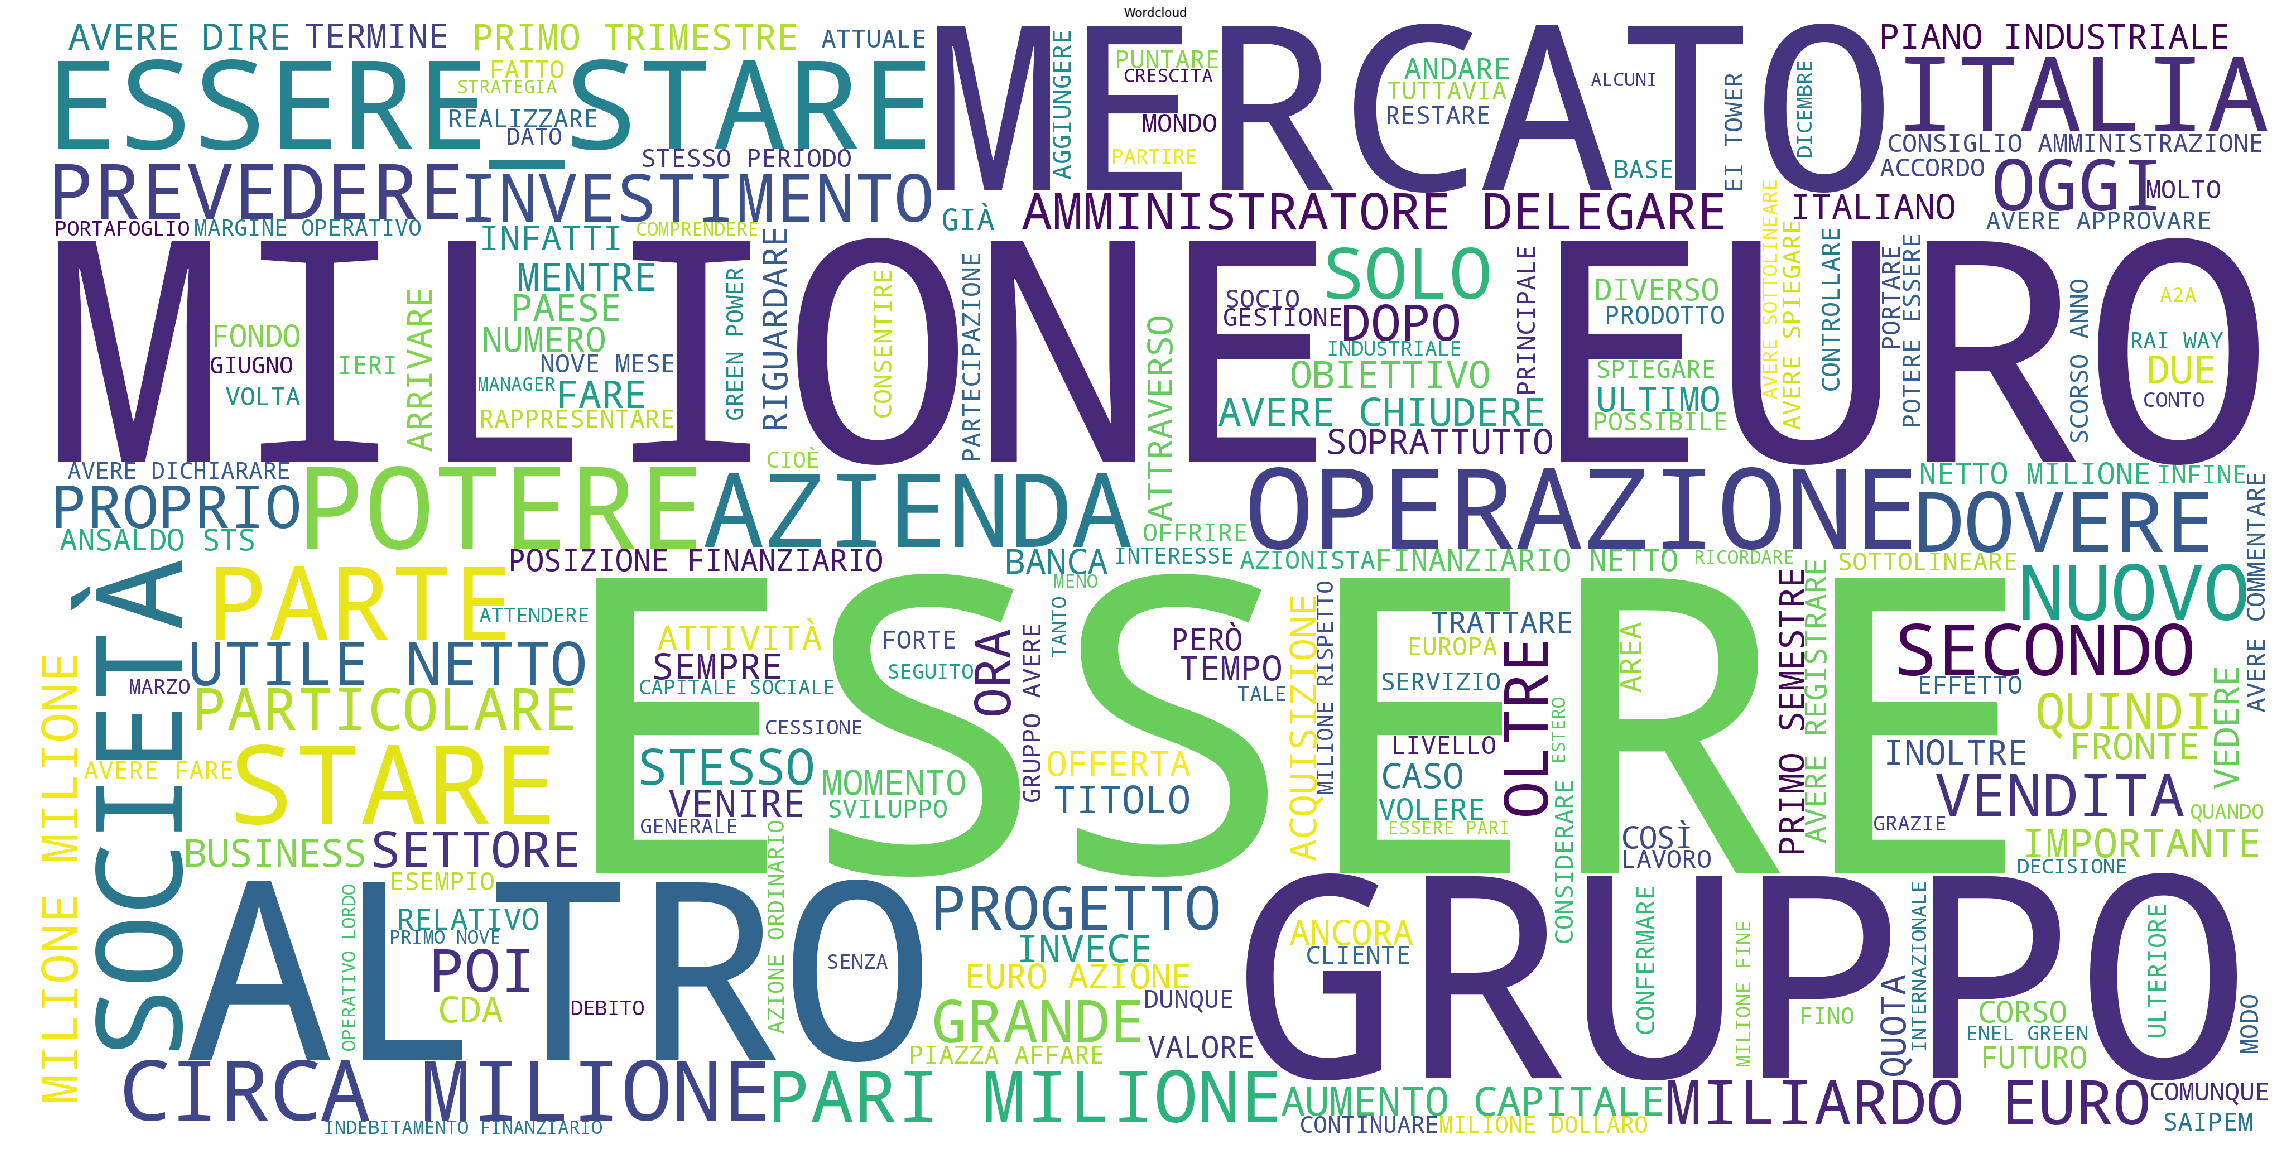 Wordcloud
AVERE DIRE
TERMINE
PRIMO TRIMESTRE
ATTUALE
MERCATO
PIANO INDUSTRIALE
ESSERE_STARE
FATTO
STRATEGIA
REALIZZARE
DATO
STESSO PERIODO
AGGIUNGERE
PUNTARE
CRESCITA
MONDO
PARTIRE
ANDARE
TUTTAVIA
RESTARE
ALCUNI
BASE
EI TOWER
DICEMBRE
ITALIA
CONSIGLIO AMMINISTRAZIONE
ACCORDO
OGGI
MOLTO
AVERE APPROVARE
PREVEDERE
INVESTIMENTO
GIÀ
AMMINISTRATORE DELEGARE
ITALIANO
PORTAFOGLIO
MARGINE OPERATIVO
INFATTI
COMPRENDERE
MILIONE EURO
MENTRE
PAESE
NUMERO
NOVE MESE
MANAGER
FARE
RAPPRESENTARE
FONDO
GIUGNO
IERI
VOLTA
ARRIVARE
GREEN POWER
RIGUARDARE
CONSENTIRE
PARTECIPAZIONE
ATTRAVERSO
SOCIO
GESTIONE
SOLO
DOPO
INDUSTRIALE
OBIETTIVO
AVERE CHIUDERE
SOPRATTUTTO
PRINCIPALE
DIVERSO
PRODOTTO
SPIEGARE
ULTIMO
POSSIBILE
AVERE SOTTOLINEARE
AVERE SPIEGARE
CONTROLLARE
PORTARE
POTERE ESSERE
SCORSO ANNO
A2A
RAI WAY
DUE
CONTO
AVERE DICHIARARE
CIOÈ
PROPRIO
POTERE
AZIENDA
OPERAZIONE
NETTO MILIONE
INFINE
DOVERE
ANSALDO STS
OFFRIRE
POSIZIONE FINANZIARIO
BANCA
INTERESSE
AZIONISTA
FINANZIARIO NETTO
RICORDARE
SOTTOLINEARE
AVERE COMMENTARE
SOCIETÀ
PARTE
ATTENDERE
UTILE NETTO
MARZO
PARTICOLARE
AVERE FARE
STARE
MILIONE MILIONE
BUSINESS
SETTORE
ESSERE
ATTIVITÀ
SEMPRE
CAPITALE SOCIALE
CESSIONE
STESSO
VENIRE
GENERALE
MOMENTO
SVILUPPO
FORTE
SEGUITO
ORA
GRUPPO AVERE
TANTO
MENO
OFFERTA
TITOLO
PERÒ
TEMPO
TALE
ACQUISIZIONE
MILIONE RISPETTO
TRATTARE
EUROPA
SERVIZIO
LIVELLO
CASO
VOLERE
ESSERE PARI
OLTRE
ESTERO
CONSIDERARE
AREA
COSÌ
LAVORO
PRIMO SEMESTRE
AVERE REGISTRARE
NUOVO
SECONDO
EFFETTO
QUINDI
INOLTRE
FRONTE
VEDERE
VENDITA
GRAZIE
QUANDO
IMPORTANTE
DECISIONE
ALTRO
ESEMPIO
OPERATIVO LORDO
RELATIVO
PRIMO NOVE
POI
CDA
DEBITO
AZIONE ORDINARIO
SENZA
PROGETTO
INVECE
EURO AZIONE
GRANDE
DUNQUE
PIAZZA AFFARE
VALORE
GRUPPO
ANCORA
CLIENTE
CONFERMARE
MILIONE FINE
FINO
QUOTA
INTERNAZIONALE
CORSO
ENEL GREEN
FUTURO
ULTERIORE
MODO
CIRCA MILIONE
INDEBITAMENTO FINANZIARIO
PARI MILIONE
AUMENTO CAPITALE
CONTINUARE
MILIONE DOLLARO
MILIARDO EURO
COMUNQUE
SAIPEM